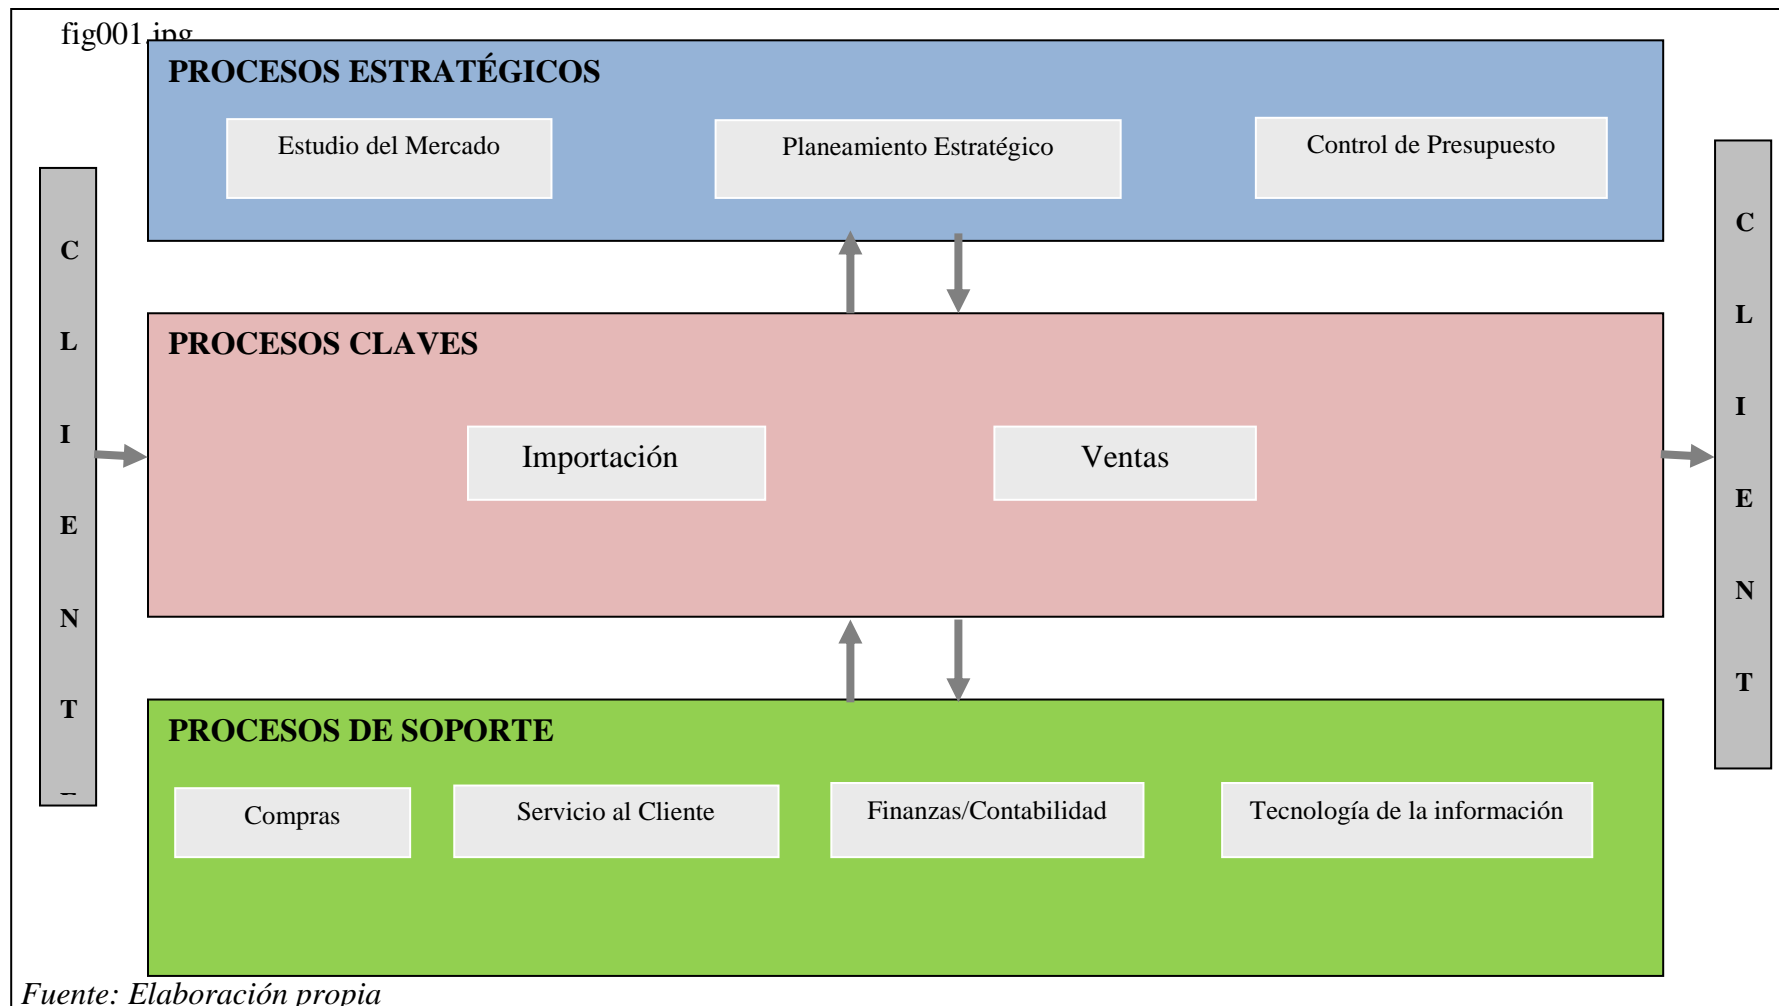 fig001.jpg
PROCESOS ESTRATÉGICOS
Estudio del Mercado
Planeamiento Estratégico
Control de Presupuesto
C
L
I
E
N
T
PROCESOS CLAVES
Importación
Ventas
PROCESOS DE SOPORTE
Compras
Servicio al Cliente
Finanzas/Contabilidad
Tecnología de la información
C
L
I
E
N
T
Fuente: Elaboración propia